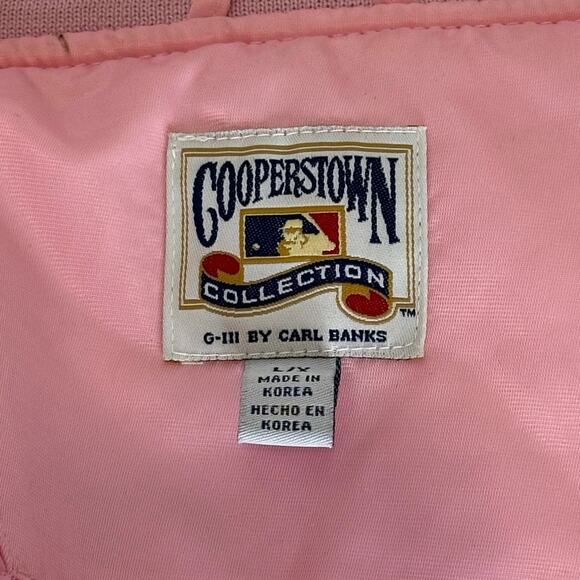 COOPERSTOWN
COLLECTION
™
G-III BY CARL BANKS
MADE IN
KOREA
HECHO EN
KOREA